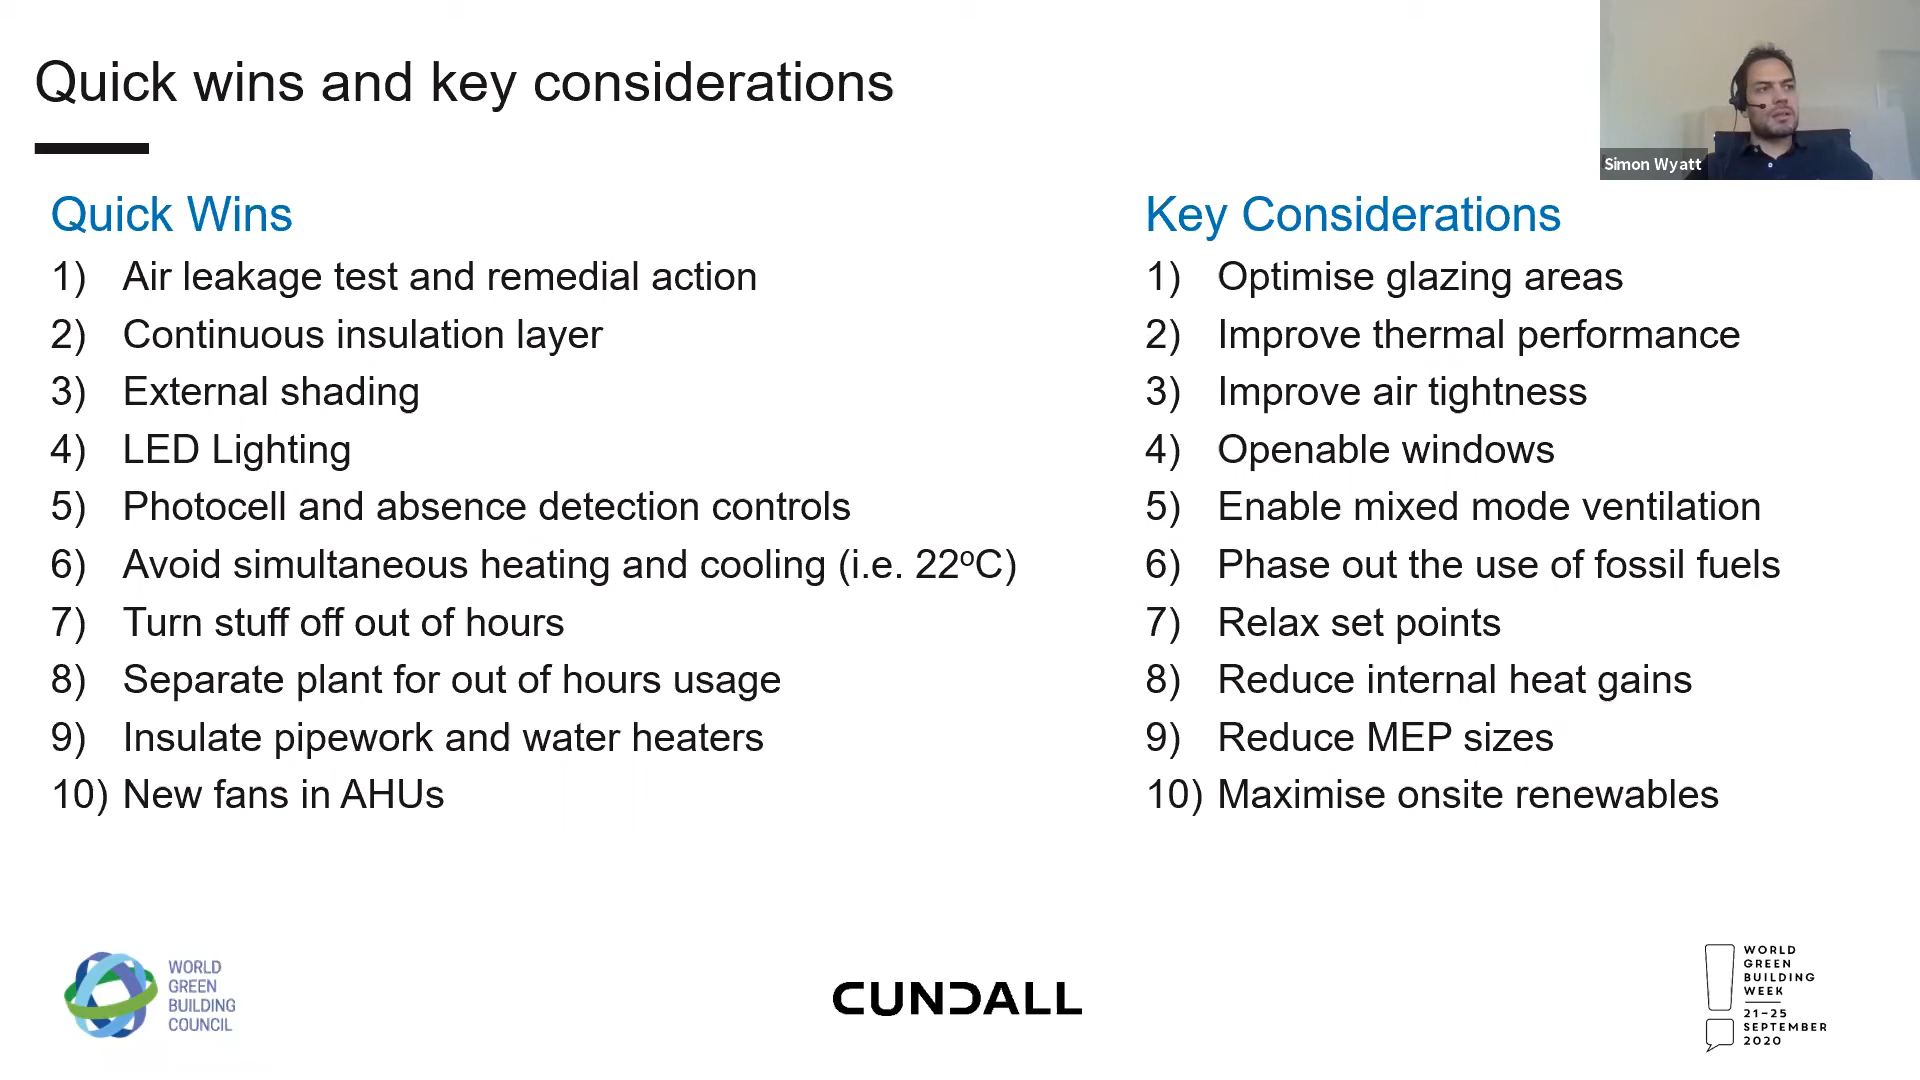 Quick wins and key considerations
Simon Wyatt
Quick Wins
1) Air leakage test and remedial action
2) Continuous insulation layer
3) External shading
4) LED Lighting
5) Photocell and absence detection controls
6) Avoid simultaneous heating and cooling (i.e. 22ºC)
7) Turn stuff off out of hours
8) Separate plant for out of hours usage
9) Insulate pipework and water heaters
10) New fans in AHUs
Key Considerations
1) Optimise glazing areas
2) Improve thermal performance
3) Improve air tightness
4) Openable windows
5) Enable mixed mode ventilation
6) Phase out the use of fossil fuels
7) Relax set points
8) Reduce internal heat gains
9) Reduce MEP sizes
10) Maximise onsite renewables
WORLD
GREEN
BUILDING
COUNCIL
CUNDALL
WORLD
GREEN
BUILDING
WEEK
21–25
SEPTEMBER
2020